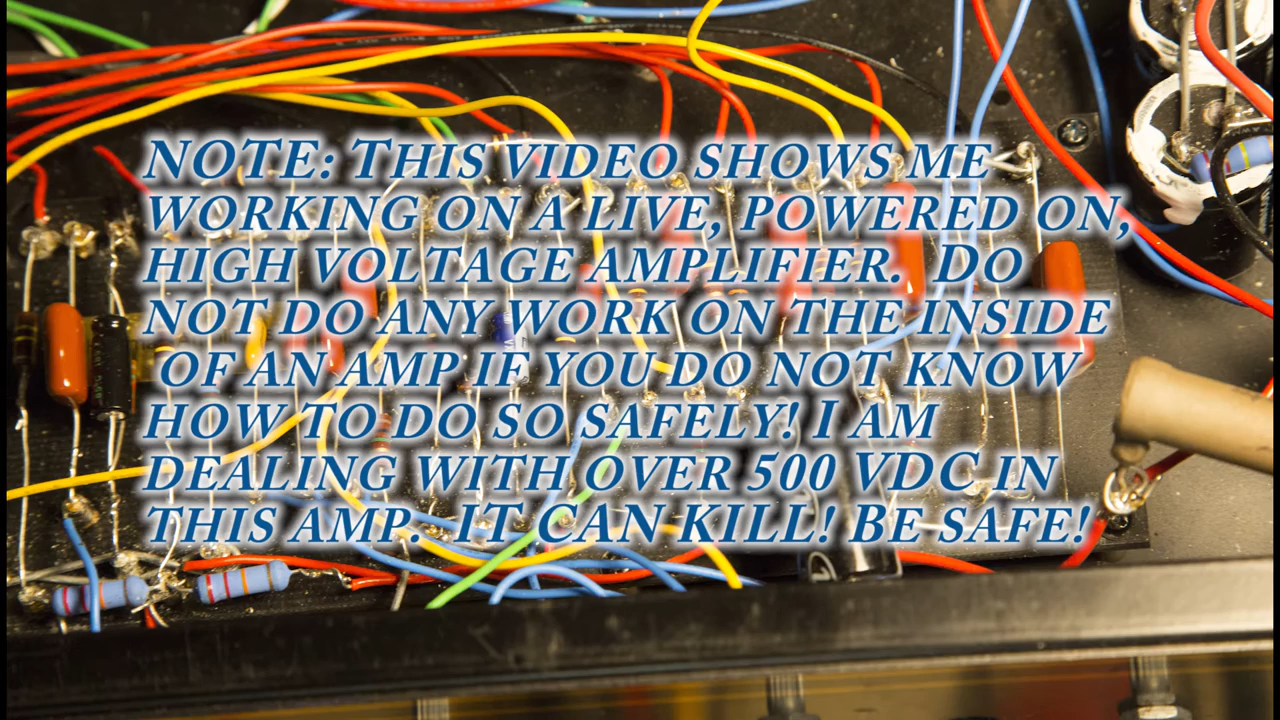 NOTE: THIS VIDEO SHOWS ME
WORKING ON A LIVE, POWERED ON,
HIGH VOLTAGE AMPLIFIER. DO
NOT DO ANY WORK ON THE INSIDE
OF AN AMP IF YOU DO NOT KNOW
HOW TO DO SO SAFELY! I AM
DEALING WITH OVER 500 VDC IN
THIS AMP. IT CAN KILL! BE SAFE!